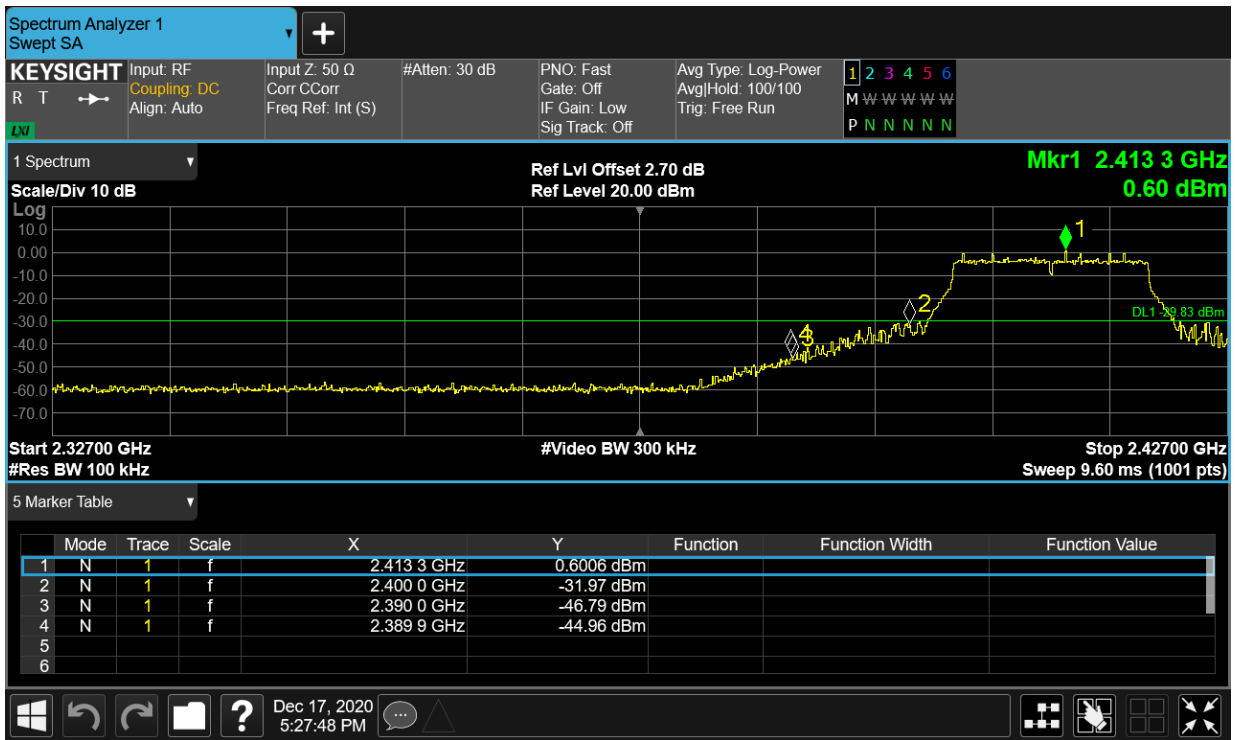 Spectrum Analyzer 1
Swept SA
KEYSIGHT
R T
LXI
Input: RF
Coupling: DC
Align: Auto
Input Z: 50 Ω
Corr CCorr
Freq Ref: Int (S)
#Atten: 30 dB
PNO: Fast
Gate: Off
IF Gain: Low
Sig Track: Off
Avg Type: Log-Power
Avg|Hold: 100/100
Trig: Free Run
1 2 3 4 5 6
M W W W W W
P N N N N N
1 Spectrum
Scale/Div 10 dB
Ref Lvl Offset 2.70 dB
Ref Level 20.00 dBm
Mkr1 2.413 3 GHz
0.60 dBm
Log
10.0
0.00
-10.0
-20.0
-30.0
-40.0
-50.0
-60.0
-70.0
1
2
4
3
DL1 -29.83 dBm
Start 2.32700 GHz
#Video BW 300 kHz
Stop 2.42700 GHz
#Res BW 100 kHz
Sweep 9.60 ms (1001 pts)
5 Marker Table
Mode Trace Scale X Y Function Function Width Function Value
1 N 1 f 2.413 3 GHz 0.6006 dBm
2 N 1 f 2.400 0 GHz -31.97 dBm
3 N 1 f 2.390 0 GHz -46.79 dBm
4 N 1 f 2.389 9 GHz -44.96 dBm
5
6
?
Dec 17, 2020
5:27:48 PM